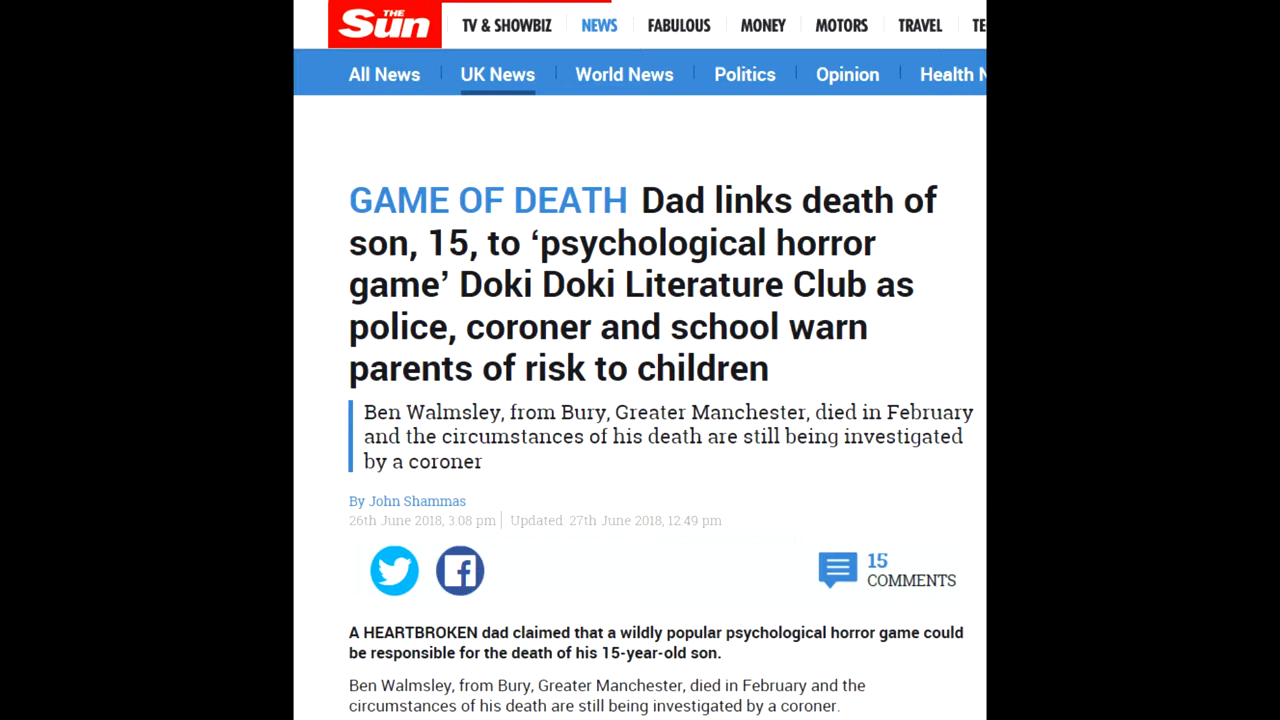 THE
Sun
TV & SHOWBIZ NEWS FABULOUS MONEY MOTORS TRAVEL TE
All News UK News World News Politics Opinion Health N
GAME OF DEATH Dad links death of
son, 15, to ‘psychological horror
game’ Doki Doki Literature Club as
police, coroner and school warn
parents of risk to children
Ben Walmsley, from Bury, Greater Manchester, died in February
and the circumstances of his death are still being investigated
by a coroner
By John Shammas
26th June 2018, 3:08 pm Updated: 27th June 2018, 12:49 pm
15
COMMENTS
A HEARTBROKEN dad claimed that a wildly popular psychological horror game could
be responsible for the death of his 15-year-old son.
Ben Walmsley, from Bury, Greater Manchester, died in February and the
circumstances of his death are still being investigated by a coroner.